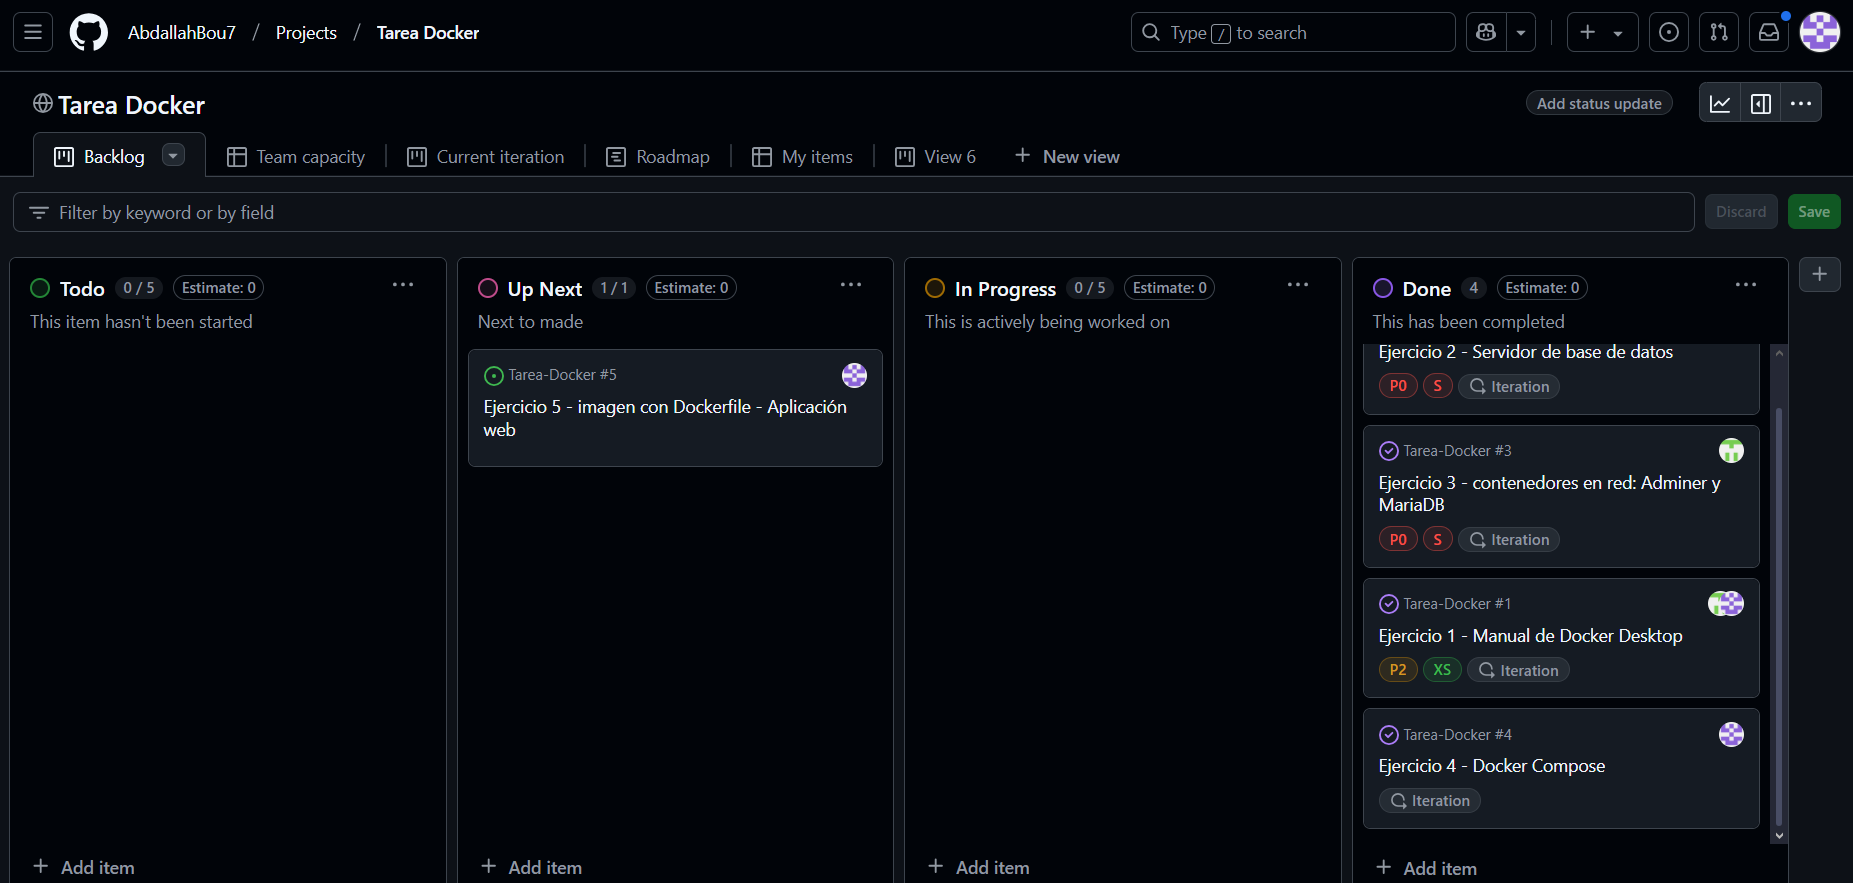 AbdallahBou7 / Projects / Tarea Docker
Type / to search
Tarea Docker
Add status update
Backlog
Team capacity
Current iteration
Roadmap
My items
View 6
New view
Filter by keyword or by field
Discard
Save
Todo 0 / 5 Estimate: 0
This item hasn't been started
Add item
Up Next 1 / 1 Estimate: 0
Next to made
Tarea-Docker #5
Ejercicio 5 - imagen con Dockerfile - Aplicación
web
Add item
In Progress 0 / 5 Estimate: 0
This is actively being worked on
Add item
Done 4 Estimate: 0
This has been completed
Ejercicio 2 - Servidor de base de datos
P0 S Iteration
Tarea-Docker #3
Ejercicio 3 - contenedores en red: Adminer y
MariaDB
P0 S Iteration
Tarea-Docker #1
Ejercicio 1 - Manual de Docker Desktop
P2 XS Iteration
Tarea-Docker #4
Ejercicio 4 - Docker Compose
Iteration
Add item